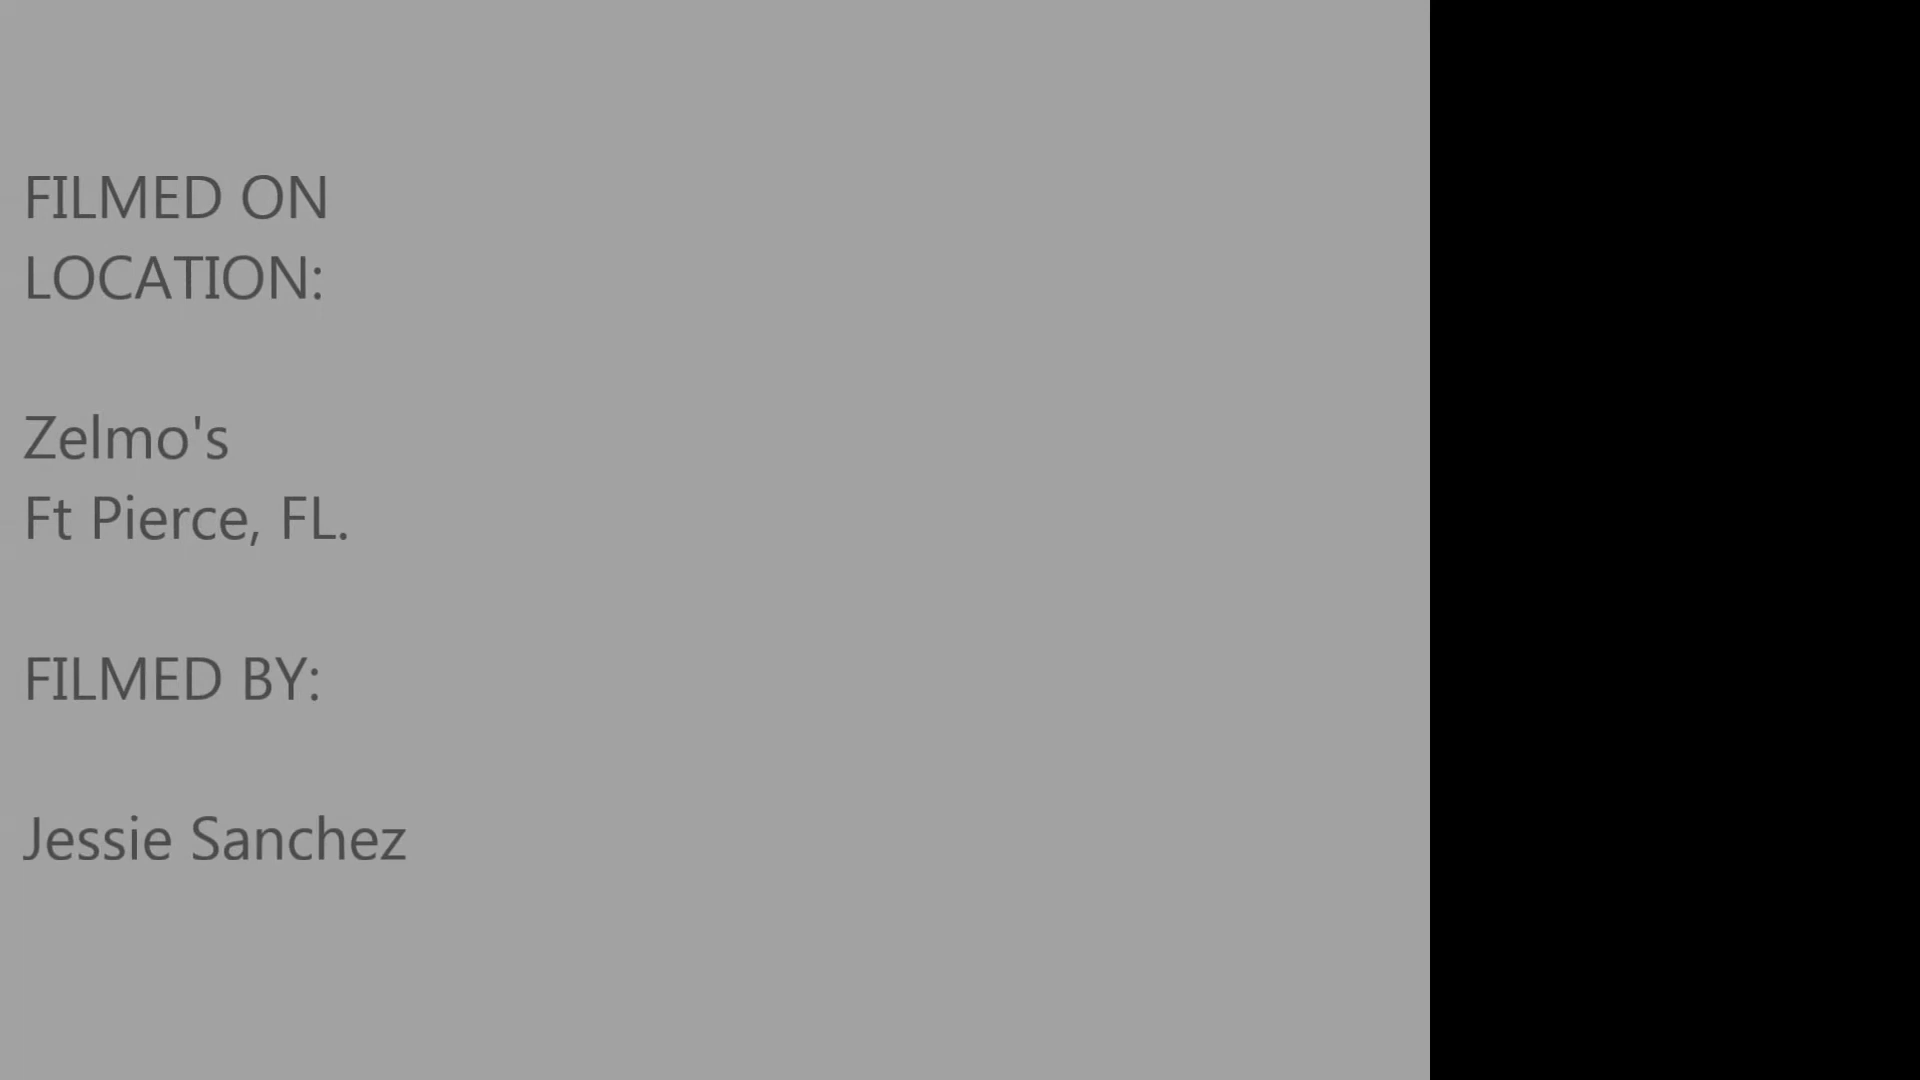 FILMED ON
LOCATION:
Zelmo's
Ft Pierce, FL.
FILMED BY:
Jessie Sanchez